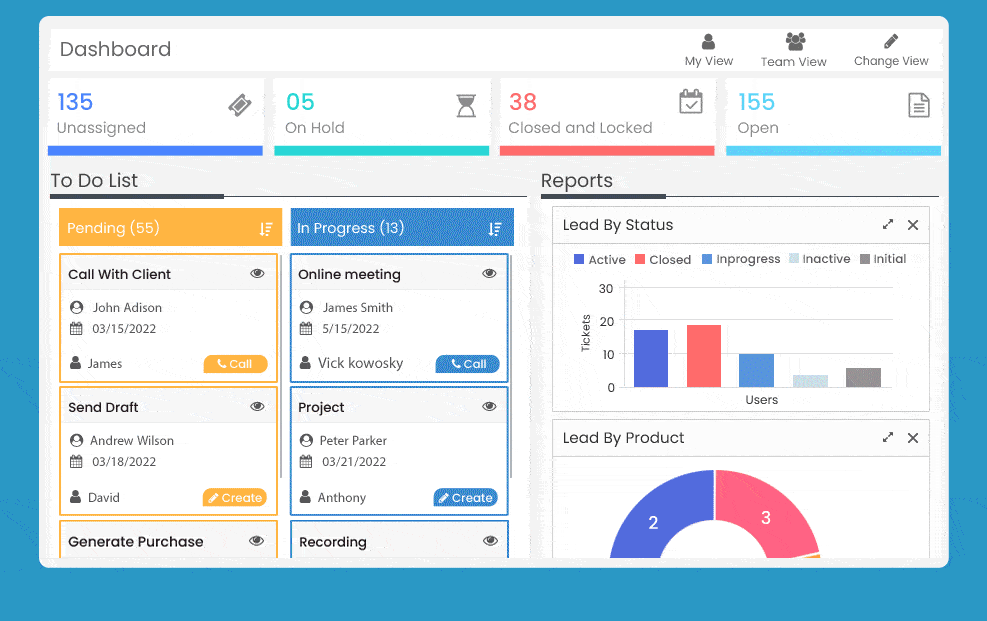 Dashboard
My View
Team View
Change View
135
Unassigned
05
On Hold
38
Closed and Locked
155
Open
To Do List
Pending (55)
Call With Client
John Adison
03/15/2022
James
Call
Send Draft
Andrew Wilson
03/18/2022
David
Create
Generate Purchase
In Progress (13)
Online meeting
James Smith
5/15/2022
Vick kowosky
Call
Project
Peter Parker
03/21/2022
Anthony
Create
Recording
Reports
Lead By Status
Active Closed Inprogress Inactive Initial
30
20
10
0
Tickets
Users
Lead By Product
2
3